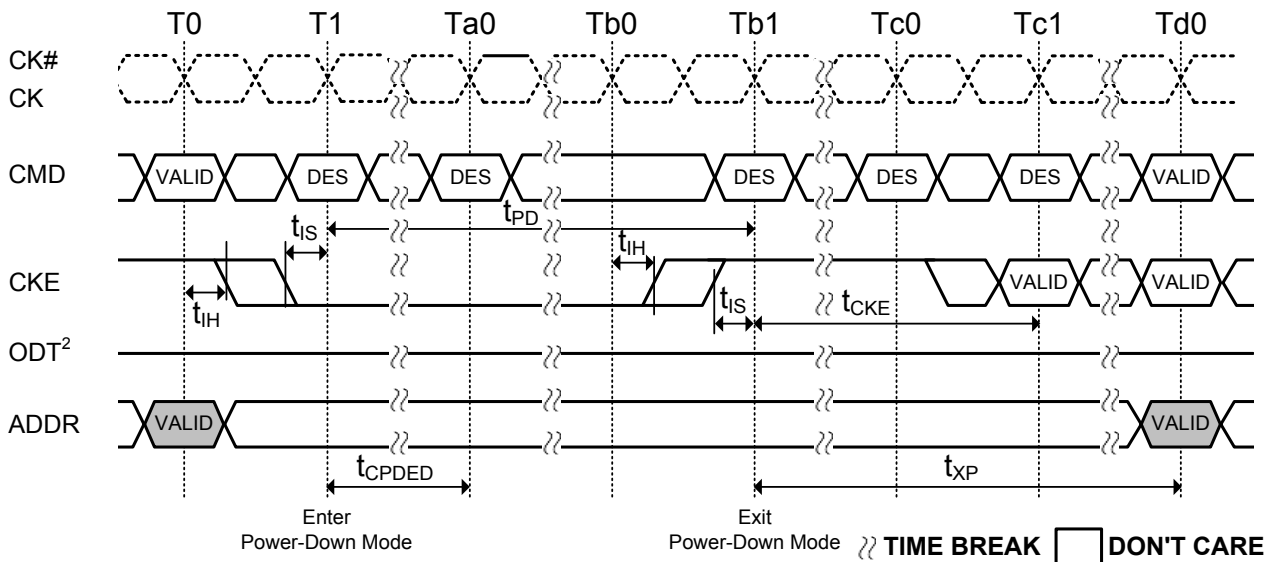 T0 T1 Ta0 Tb0 Tb1 Tc0 Tc1 Td0
CK#
CK
CMD VALID DES DES DES DES DES VALID
tIS tPD tIH
CKE VALID VALID
tIH tIS tCKE
ODT²
ADDR VALID VALID
tCPDED tXP
Enter
Power-Down Mode
Exit
Power-Down Mode
TIME BREAK DON'T CARE